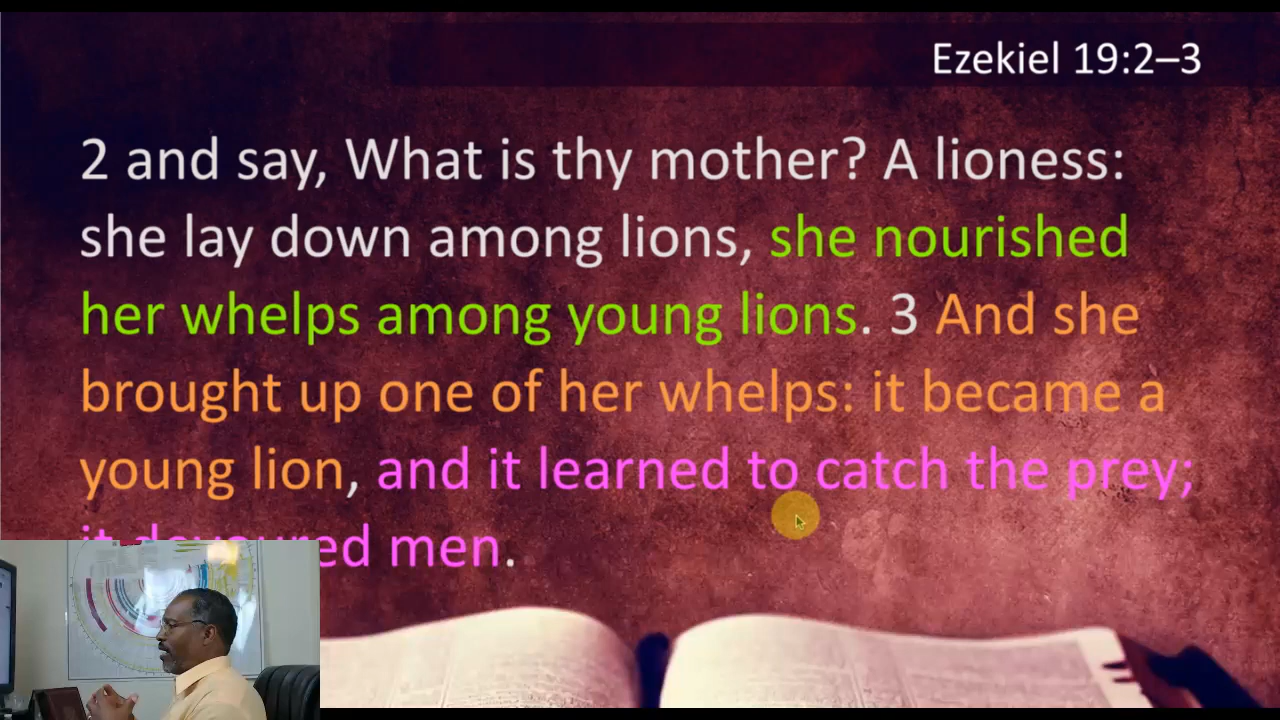 Ezekiel 19:2–3
2 and say, What is thy mother? A lioness:
she lay down among lions, she nourished
her whelps among young lions. 3 And she
brought up one of her whelps: it became a
young lion, and it learned to catch the prey;
it devoured men.